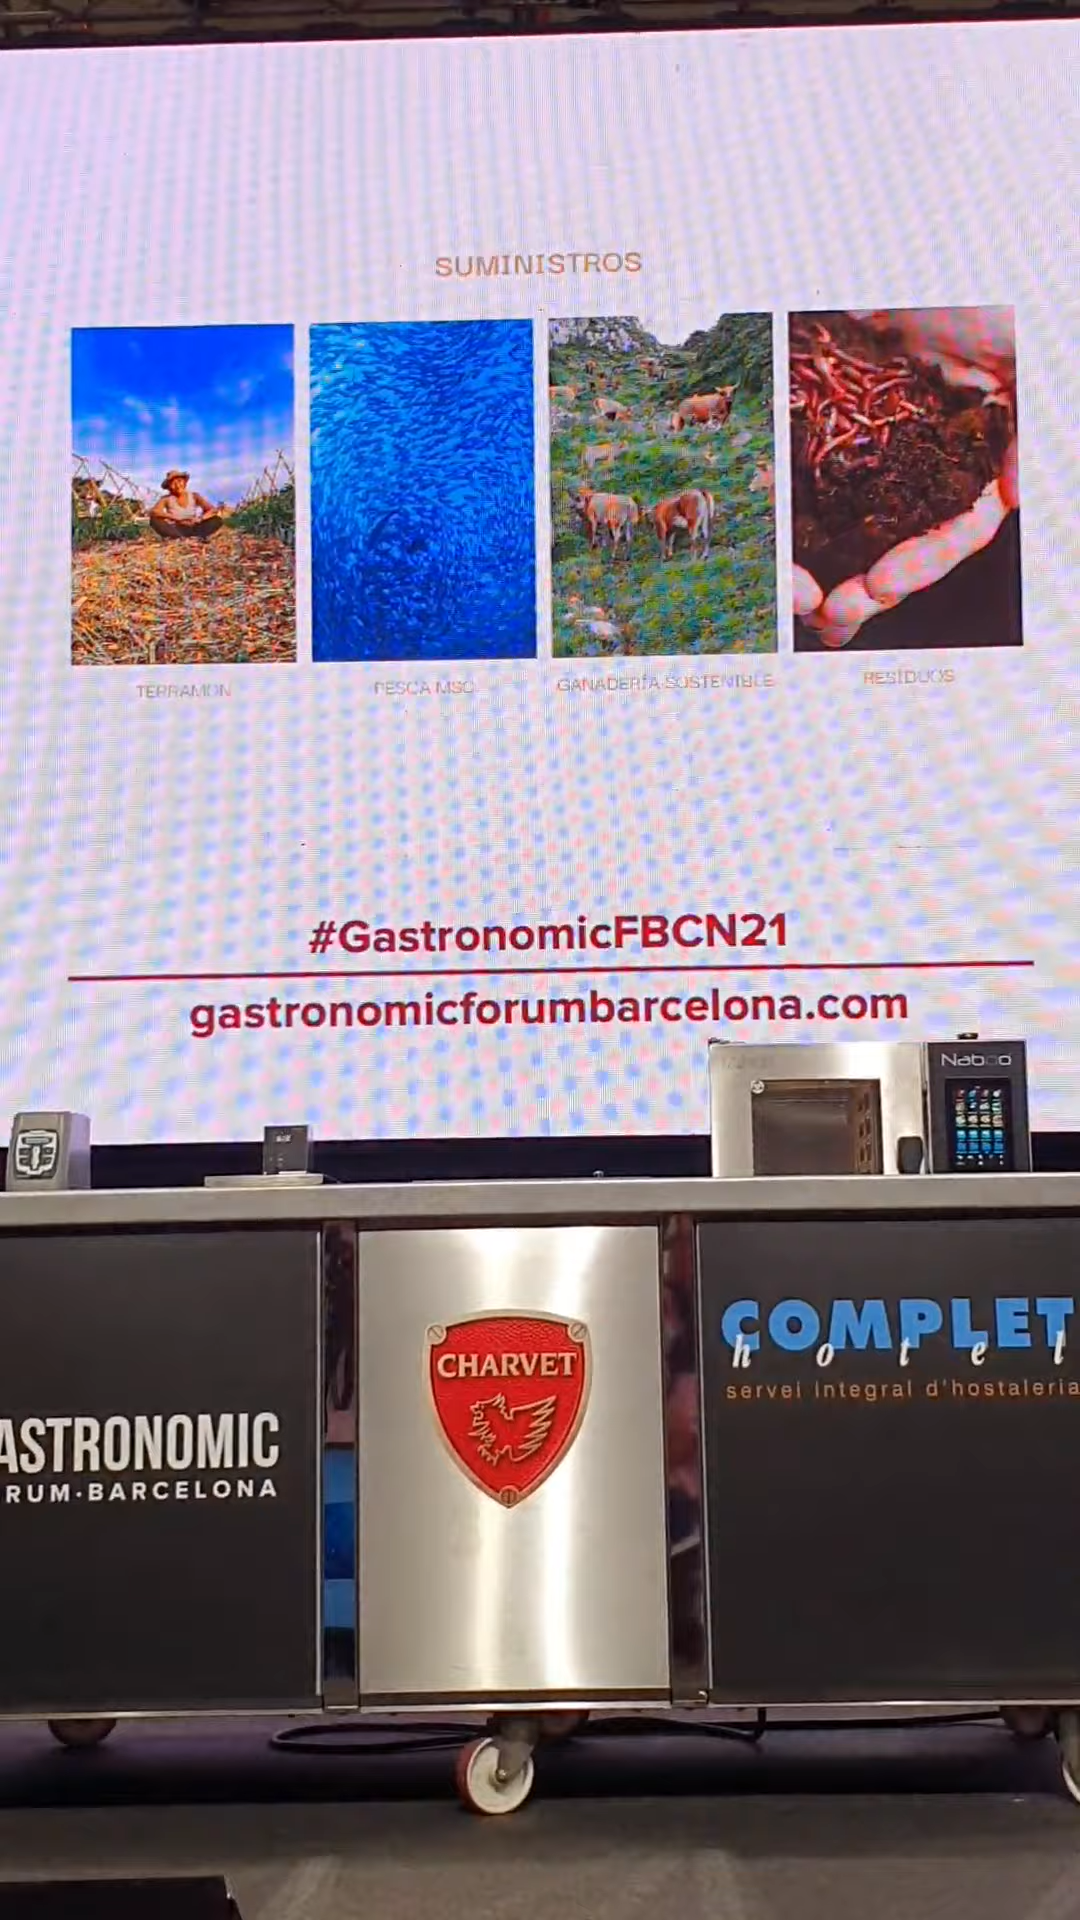 SUMINISTROS
TERRAMON
PESCA MSC
GANADERÍA SOSTENIBLE
RESÍDUOS
#GastronomicFBCN21
gastronomicforumbarcelona.com
Naboo
CHARVET
COMPLET
hotel
servei integral d'hostaleria
ASTRONOMIC
RUM·BARCELONA